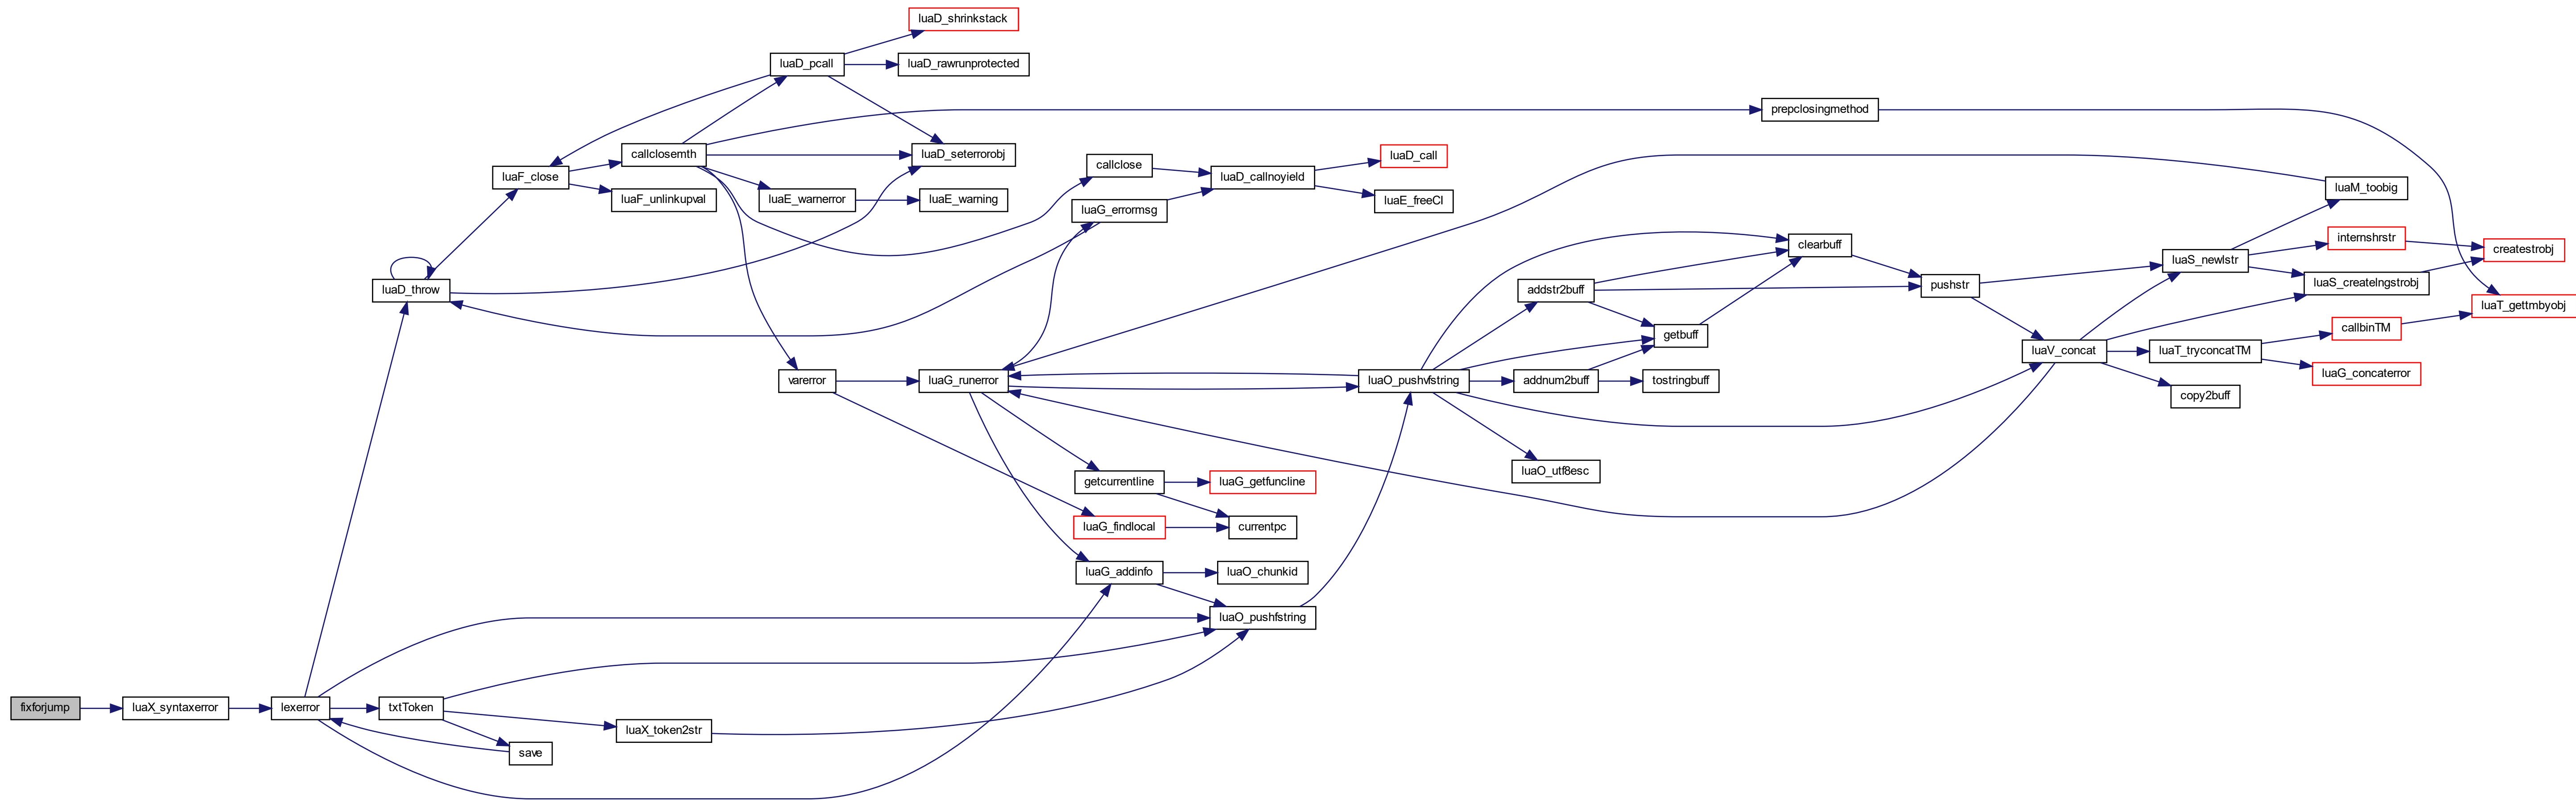 luaD_shrinkstack
luaD_pcall
luaD_rawrunprotected
prepclosingmethod
callclosemth
luaD_seterrorobj
luaD_call
callclose
luaF_close
luaD_callnoyield
luaM_toobig
luaF_unlinkupval
luaE_warnerror
luaE_warning
luaE_freeCI
luaG_errormsg
internshrstr
clearbuff
createstrobj
luaS_newlstr
luaS_createlngstrobj
pushstr
luaD_throw
addstr2buff
luaT_gettmbyobj
callbinTM
getbuff
luaV_concat
luaT_tryconcatTM
luaG_concaterror
varerror
luaG_runerror
luaO_pushvfstring
addnum2buff
tostringbuff
copy2buff
luaO_utf8esc
getcurrentline
luaG_getfuncline
luaG_findlocal
currentpc
luaG_addinfo
luaO_chunkid
luaO_pushfstring
fixforjump
luaX_syntaxerror
lexerror
txtToken
luaX_token2str
save